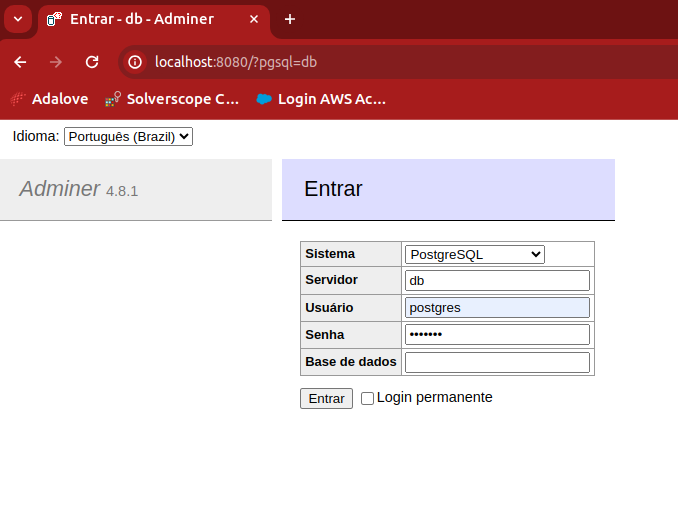 Entrar - db - Adminer
localhost:8080/?pgsql=db
Adalove Solverscope C... Login AWS Ac...
Idioma: Português (Brazil)
Adminer 4.8.1
Entrar
Sistema PostgreSQL
Servidor db
Usuário postgres
Senha •••••••
Base de dados
Entrar Login permanente